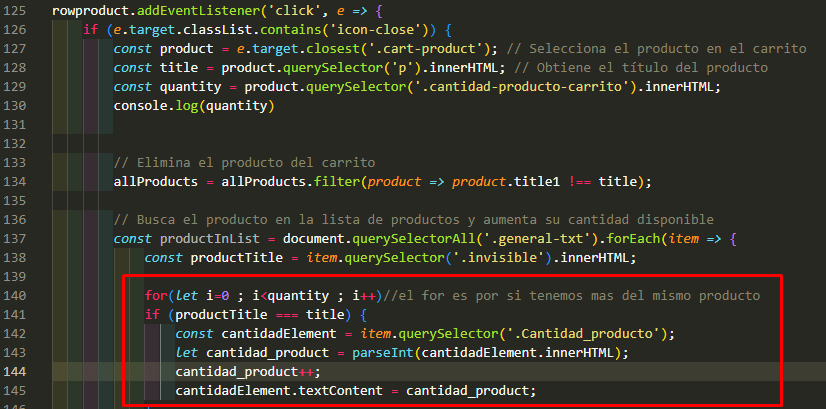 125 rowproduct.addEventListener('click', e => {
126 if (e.target.classList.contains('icon-close')) {
127 const product = e.target.closest('.cart-product'); // Selecciona el producto en el carrito
128 const title = product.querySelector('p').innerHTML; // Obtiene el título del producto
129 const quantity = product.querySelector('.cantidad-producto-carrito').innerHTML;
130 console.log(quantity)
131
132
133 // Elimina el producto del carrito
134 allProducts = allProducts.filter(product => product.title1 !== title);
135
136 // Busca el producto en la lista de productos y aumenta su cantidad disponible
137 const productInList = document.querySelectorAll('.general-txt').forEach(item => {
138 const productTitle = item.querySelector('.invisible').innerHTML;
139
140 for(let i=0 ; i<quantity ; i++)//el for es por si tenemos mas del mismo producto
141 if (productTitle === title) {
142 const cantidadElement = item.querySelector('.Cantidad_producto');
143 let cantidad_product = parseInt(cantidadElement.innerHTML);
144 cantidad_product++;
145 cantidadElement.textContent = cantidad_product;